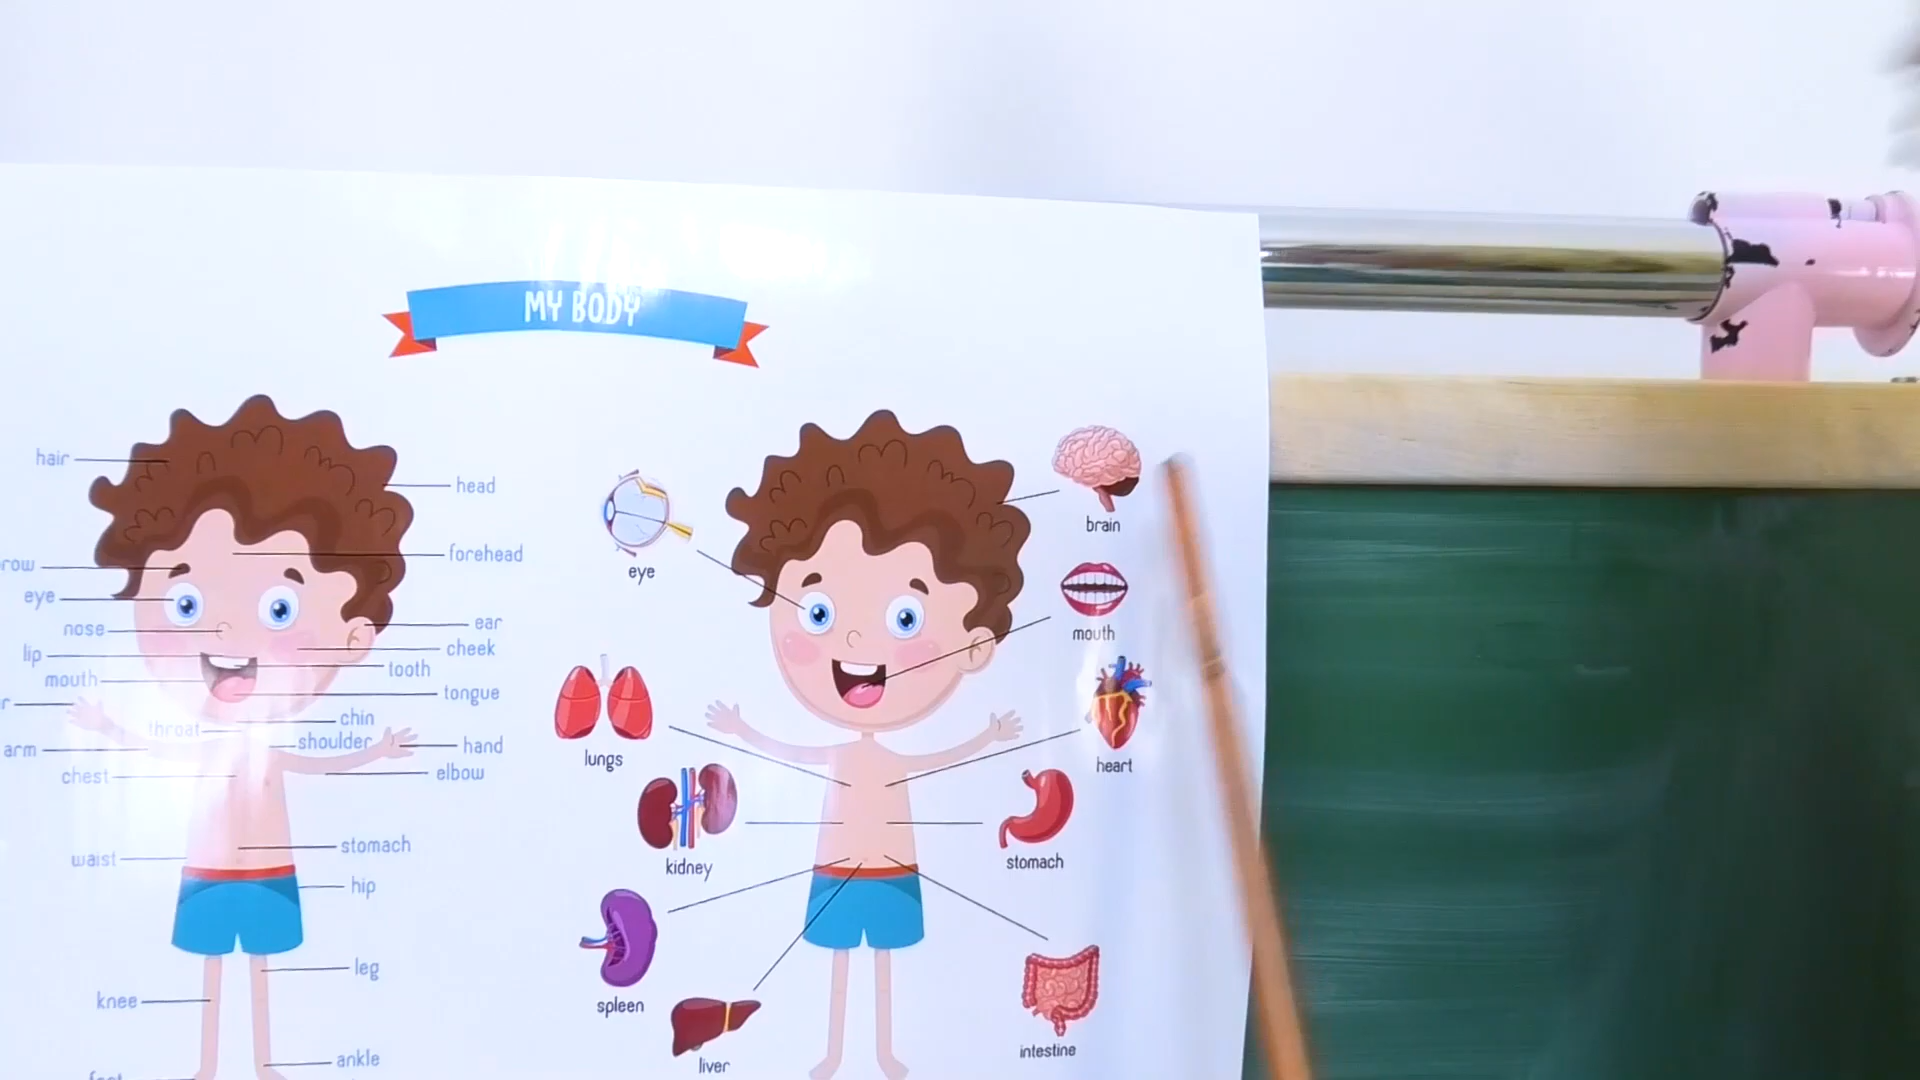 MY BODY
hair
head
forehead
eye
nose
ear
lip
cheek
mouth
tooth
tongue
throat
chin
shoulder
arm
hand
chest
elbow
waist
stomach
hip
leg
knee
ankle
eye
brain
mouth
lungs
heart
kidney
stomach
spleen
liver
intestine